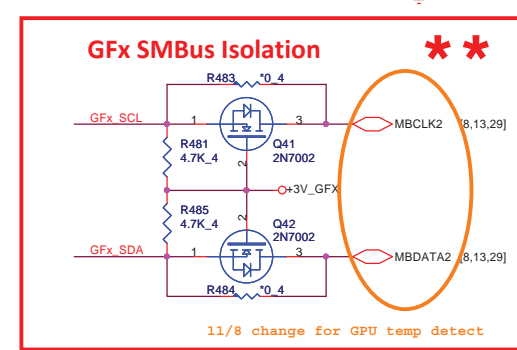 GFx SMBus Isolation
**
R483 *0_4
GFx_SCL 1 3 MBCLK2 [8,13,29]
R481
4.7K_4
Q41
2N7002
2
+3V_GFX
R485
4.7K_4
2
Q42
2N7002
GFx_SDA 1 3 MBDATA2 [8,13,29]
R484 *0_4
11/8 change for GPU temp detect